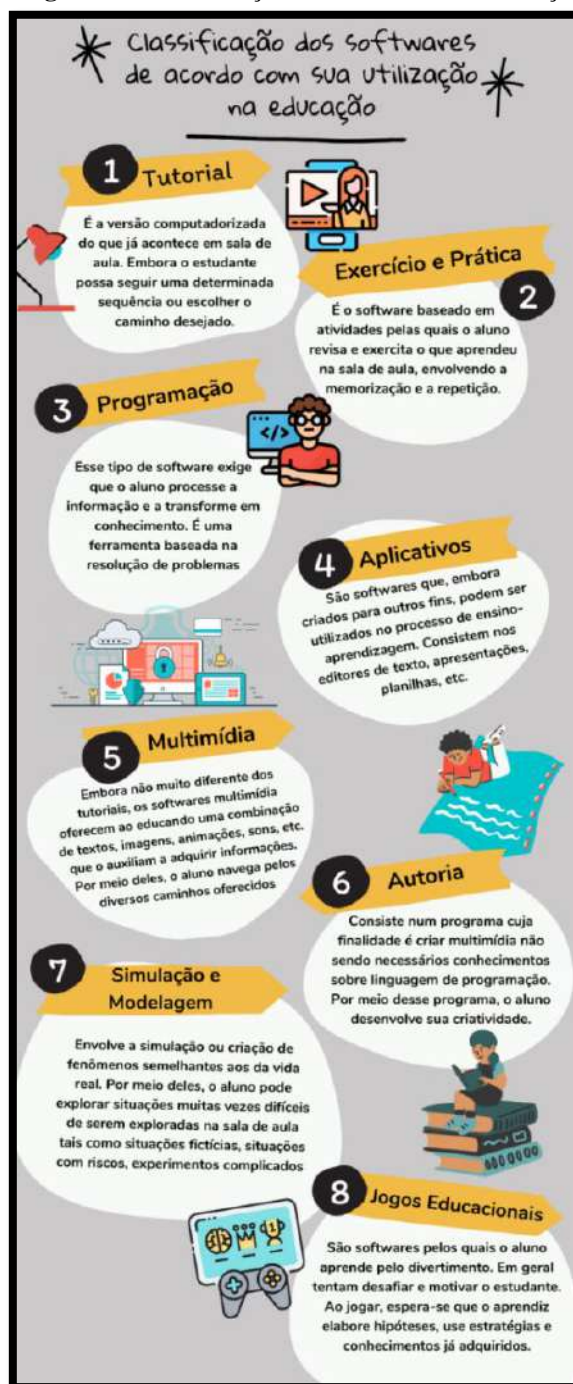 Classificação dos softwares
de acordo com sua utilização
na educação
1 Tutorial
É a versão computadorizada
do que já acontece em sala de
aula. Embora o estudante
possa seguir uma determinada
sequência ou escolher o
caminho desejado.
Exercício e Prática
2
É o software baseado em
atividades pelas quais o aluno
revisa e exercita o que aprendeu
na sala de aula, envolvendo a
memorização e a repetição.
3 Programação
</>
Esse tipo de software exige
que o aluno processe a
informação e a transforme em
conhecimento. É uma
ferramenta baseada na
resolução de problemas
4 Aplicativos
São softwares que, embora
criados para outros fins, podem ser
utilizados no processo de ensino-
aprendizagem. Consistem nos
editores de texto, apresentações,
planilhas, etc.
5 Multimídia
Embora não muito diferente dos
tutoriais, os softwares multimídia
oferecem ao educando uma combinação
de textos, imagens, animações, sons, etc.
que o auxiliam a adquirir informações.
Por meio deles, o aluno navega pelos
diversos caminhos oferecidos
6 Autoria
Consiste num programa cuja
finalidade é criar multimídia não
sendo necessários conhecimentos
sobre linguagem de programação.
Por meio desse programa, o aluno
desenvolve sua criatividade.
7 Simulação e
Modelagem
Envolve a simulação ou criação de
fenômenos semelhantes aos da vida
real. Por meio deles, o aluno pode
explorar situações muitas vezes difíceis
de serem exploradas na sala de aula
tais como situações fictícias, situações
com riscos, experimentos complicados
8 Jogos Educacionais
1
São softwares pelos quais o aluno
aprende pelo divertimento. Em geral
tentam desafiar e motivar o estudante.
Ao jogar, espera-se que o aprendiz
elabore hipóteses, use estratégias e
conhecimentos já adquiridos.